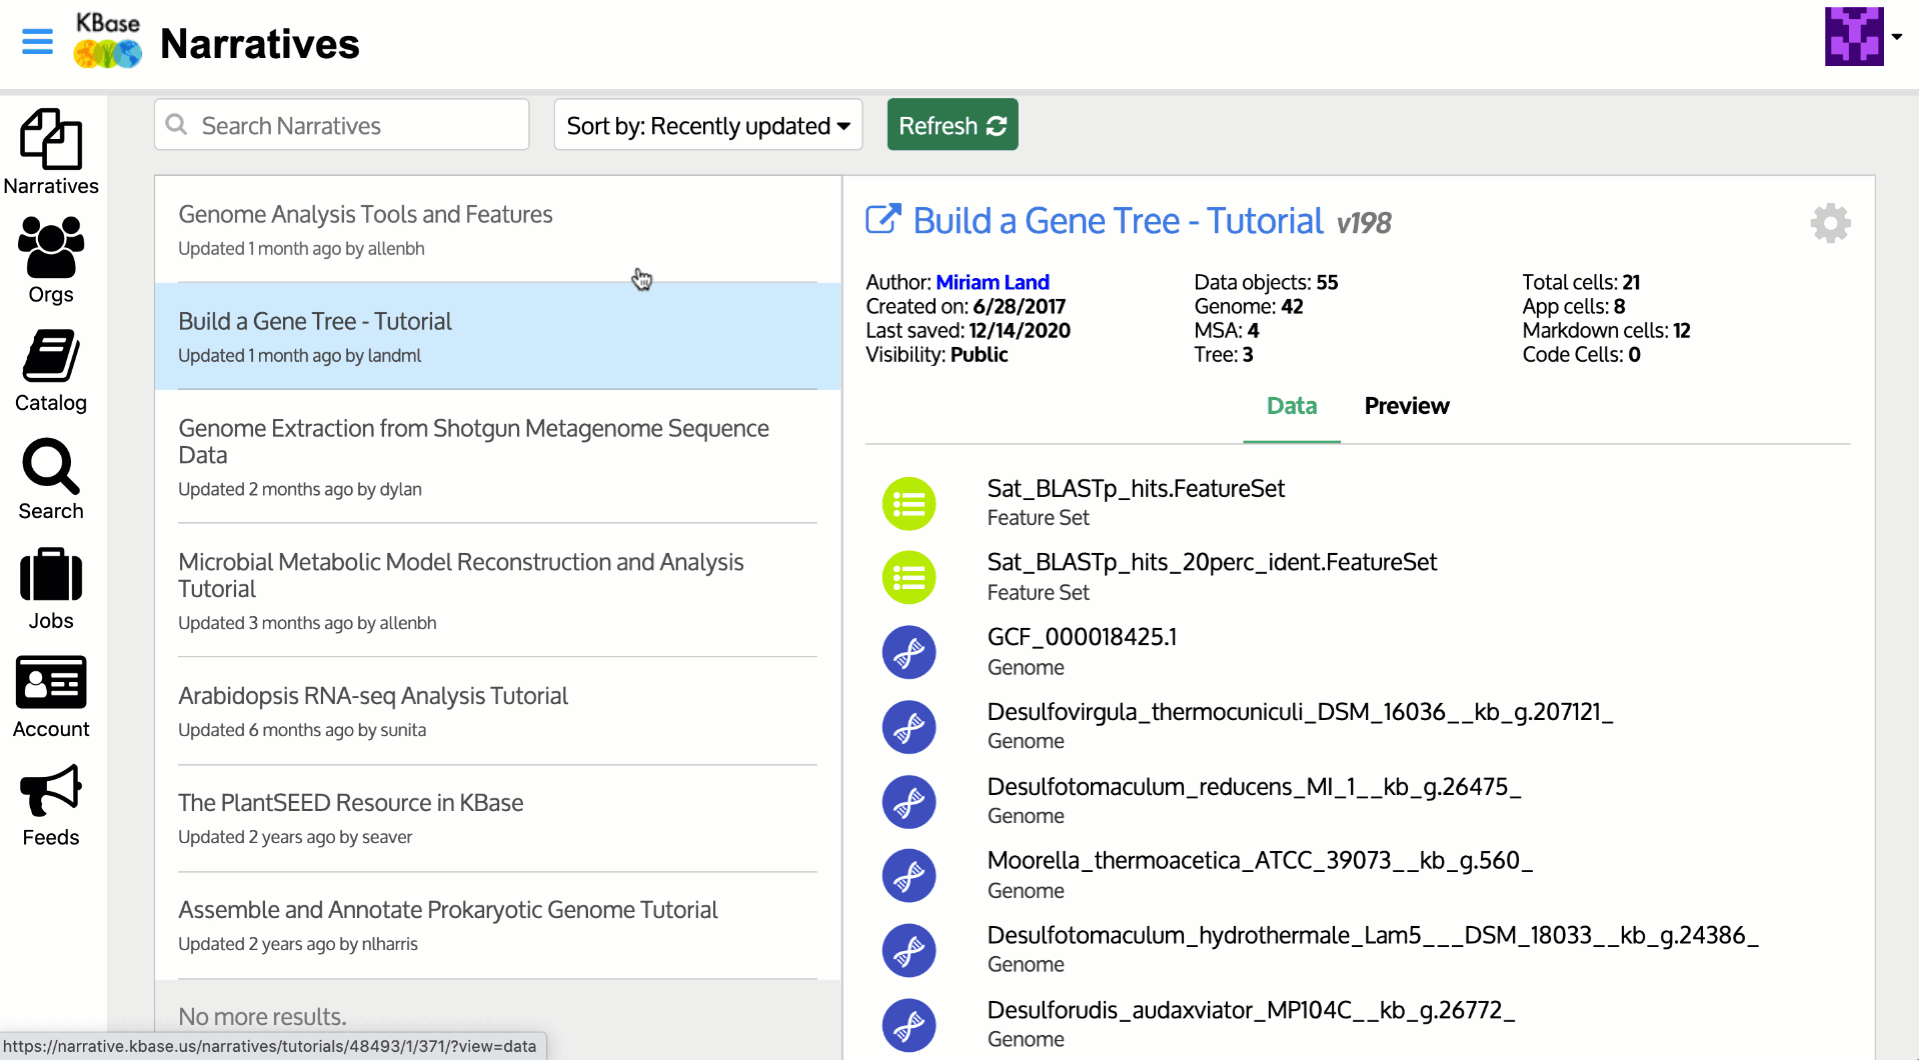 KBase
Narratives
Search Narratives
Sort by: Recently updated
Refresh
Narratives
Orgs
Catalog
Search
Jobs
Account
Feeds
Genome Analysis Tools and Features
Updated 1 month ago by allenbh
Build a Gene Tree - Tutorial
Updated 1 month ago by landml
Genome Extraction from Shotgun Metagenome Sequence
Data
Updated 2 months ago by dylan
Microbial Metabolic Model Reconstruction and Analysis
Tutorial
Updated 3 months ago by allenbh
Arabidopsis RNA-seq Analysis Tutorial
Updated 6 months ago by sunita
The PlantSEED Resource in KBase
Updated 2 years ago by seaver
Assemble and Annotate Prokaryotic Genome Tutorial
Updated 2 years ago by nlharris
No more results.
Build a Gene Tree - Tutorial v198
Author: Miriam Land
Created on: 6/28/2017
Last saved: 12/14/2020
Visibility: Public
Data objects: 55
Genome: 42
MSA: 4
Tree: 3
Total cells: 21
App cells: 8
Markdown cells: 12
Code Cells: 0
Data
Preview
Sat_BLASTp_hits.FeatureSet
Feature Set
Sat_BLASTp_hits_20perc_ident.FeatureSet
Feature Set
GCF_000018425.1
Genome
Desulfovirgula_thermocuniculi_DSM_16036__kb_g.207121_
Genome
Desulfotomaculum_reducens_MI_1__kb_g.26475_
Genome
Moorella_thermoacetica_ATCC_39073__kb_g.560_
Genome
Desulfotomaculum_hydrothermale_Lam5___DSM_18033__kb_g.24386_
Genome
Desulforudis_audaxviator_MP104C__kb_g.26772_
Genome
https://narrative.kbase.us/narratives/tutorials/48493/1/371/?view=data